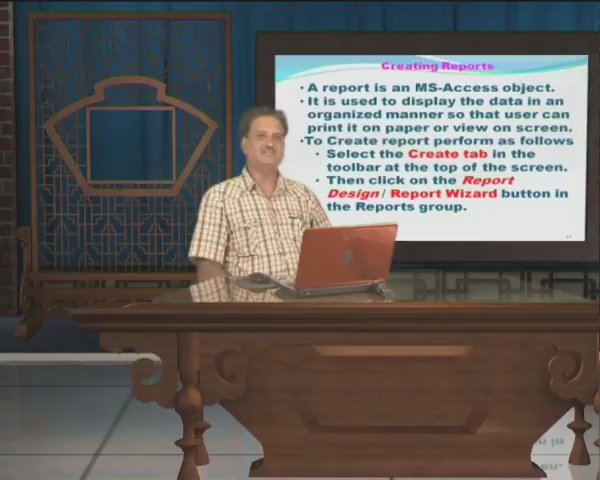 Creating Reports
• A report is an MS-Access object.
• It is used to display the data in an
organized manner so that user can
print it on paper or view on screen.
• To Create report perform as follows
• Select the Create tab in the
toolbar at the top of the screen.
• Then click on the Report
Design / Report Wizard button in
the Reports group.